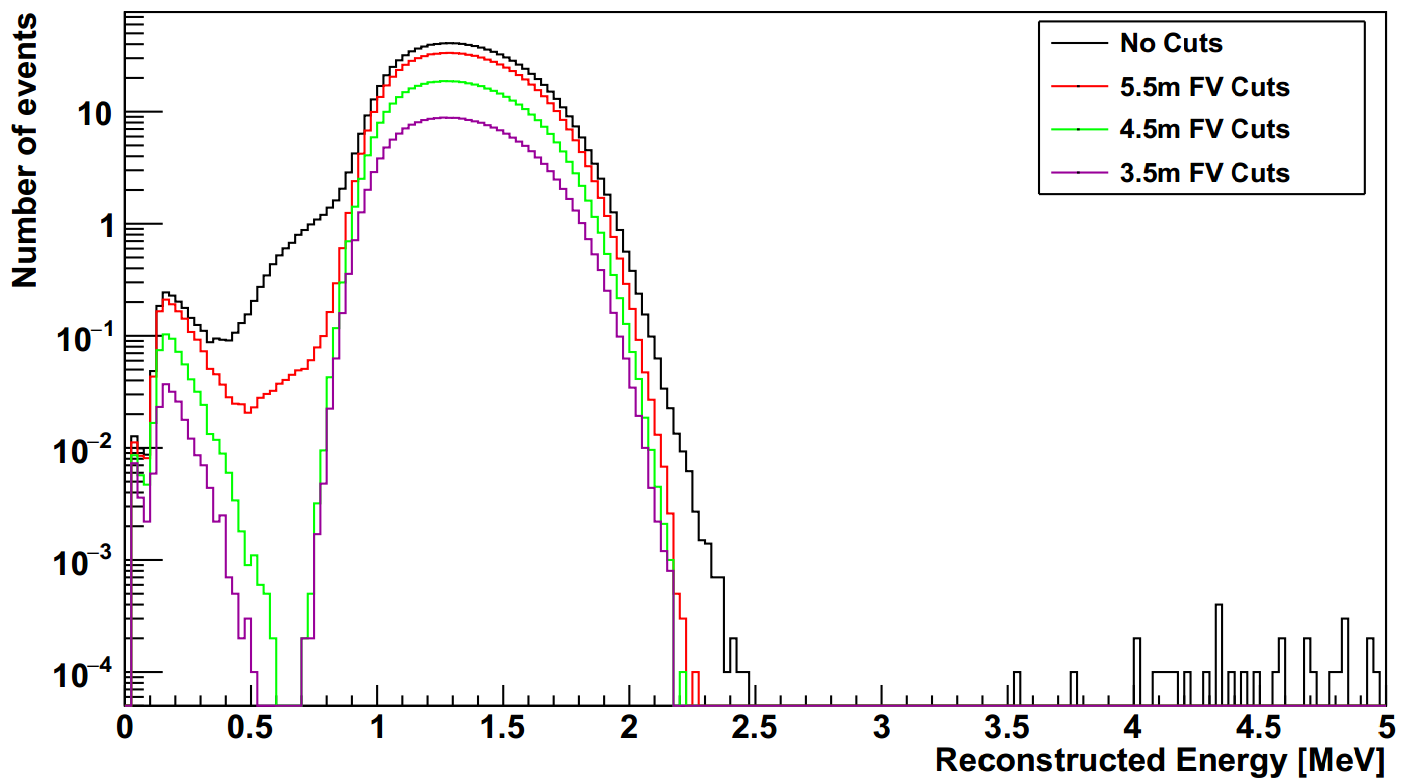 Number of events
No Cuts
5.5m FV Cuts
4.5m FV Cuts
3.5m FV Cuts
10
1
10⁻¹
10⁻²
10⁻³
10⁻⁴
0 0.5 1 1.5 2 2.5 3 3.5 4 4.5 5
Reconstructed Energy [MeV]